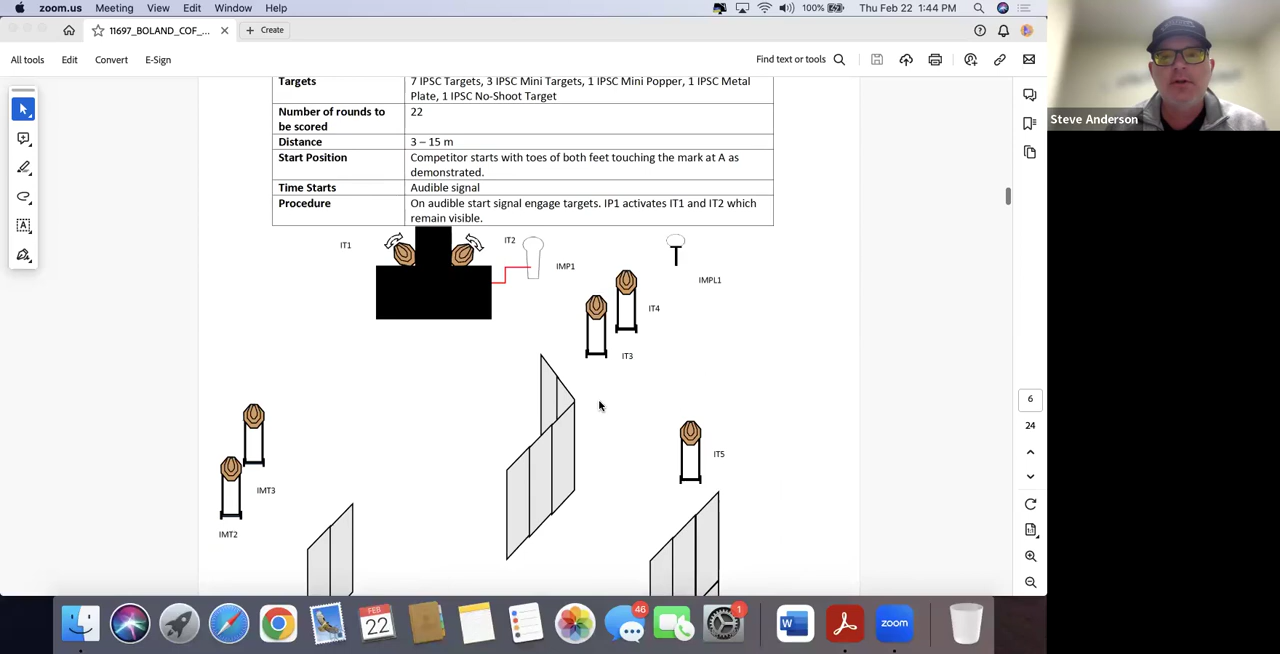 zoom.us Meeting View Edit Window Help 100% Thu Feb 22 1:44 PM
11697_BOLAND_COF_... Create
All tools Edit Convert E-Sign Find text or tools
Steve Anderson
Targets 7 IPSC Targets, 3 IPSC Mini Targets, 1 IPSC Mini Popper, 1 IPSC Metal
Plate, 1 IPSC No-Shoot Target
Number of rounds to 22
be scored
Distance 3 – 15 m
Start Position Competitor starts with toes of both feet touching the mark at A as
demonstrated.
Time Starts Audible signal
Procedure On audible start signal engage targets. IP1 activates IT1 and IT2 which
remain visible.
IT1 IT2
IMP1
IMPL1
IT4
IT3
IT5
IMT3
IMT2
6
24
1:1
FEB
22
46
1
W
zoom